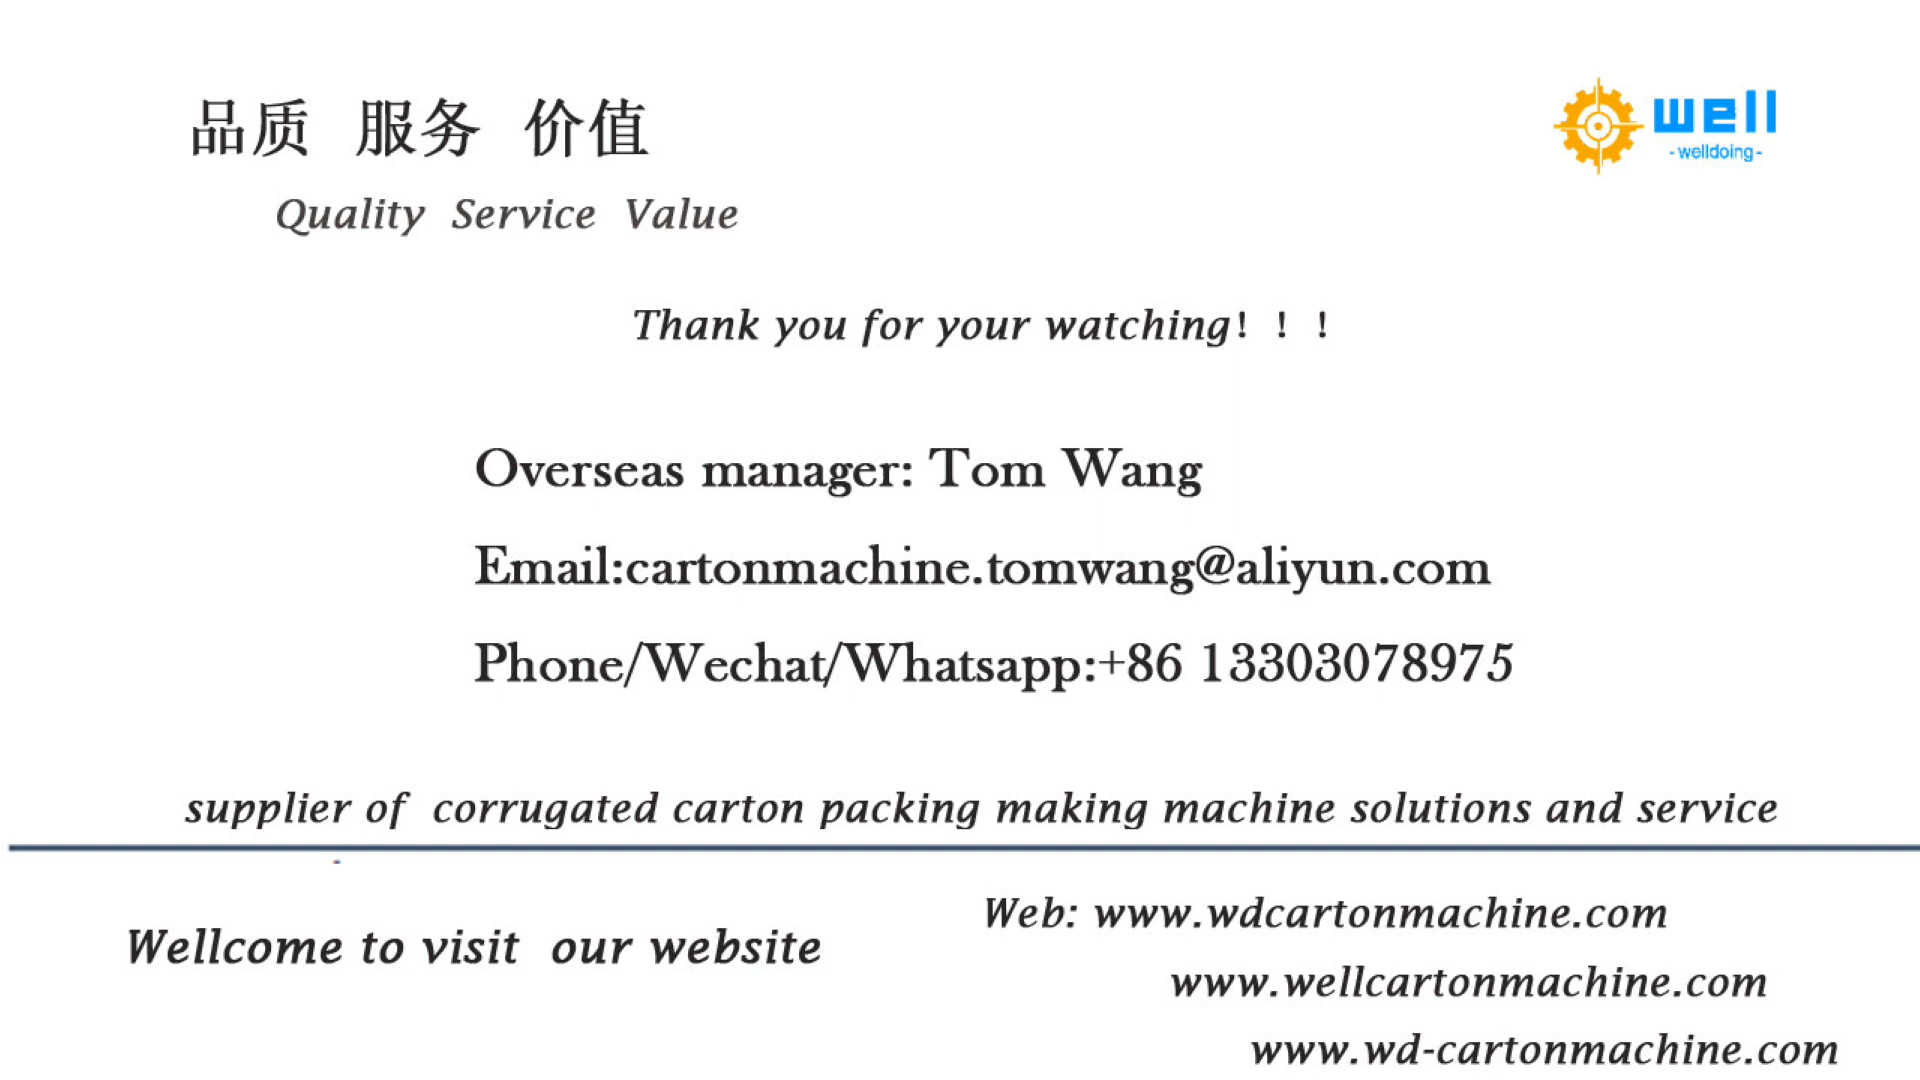 品质 服务 价值
well
-welldoing-
Quality Service Value
Thank you for your watching！！！
Overseas manager: Tom Wang
Email:cartonmachine.tomwang@aliyun.com
Phone/Wechat/Whatsapp:+86 13303078975
supplier of corrugated carton packing making machine solutions and service
Wellcome to visit our website
Web: www.wdcartonmachine.com
www.wellcartonmachine.com
www.wd-cartonmachine.com